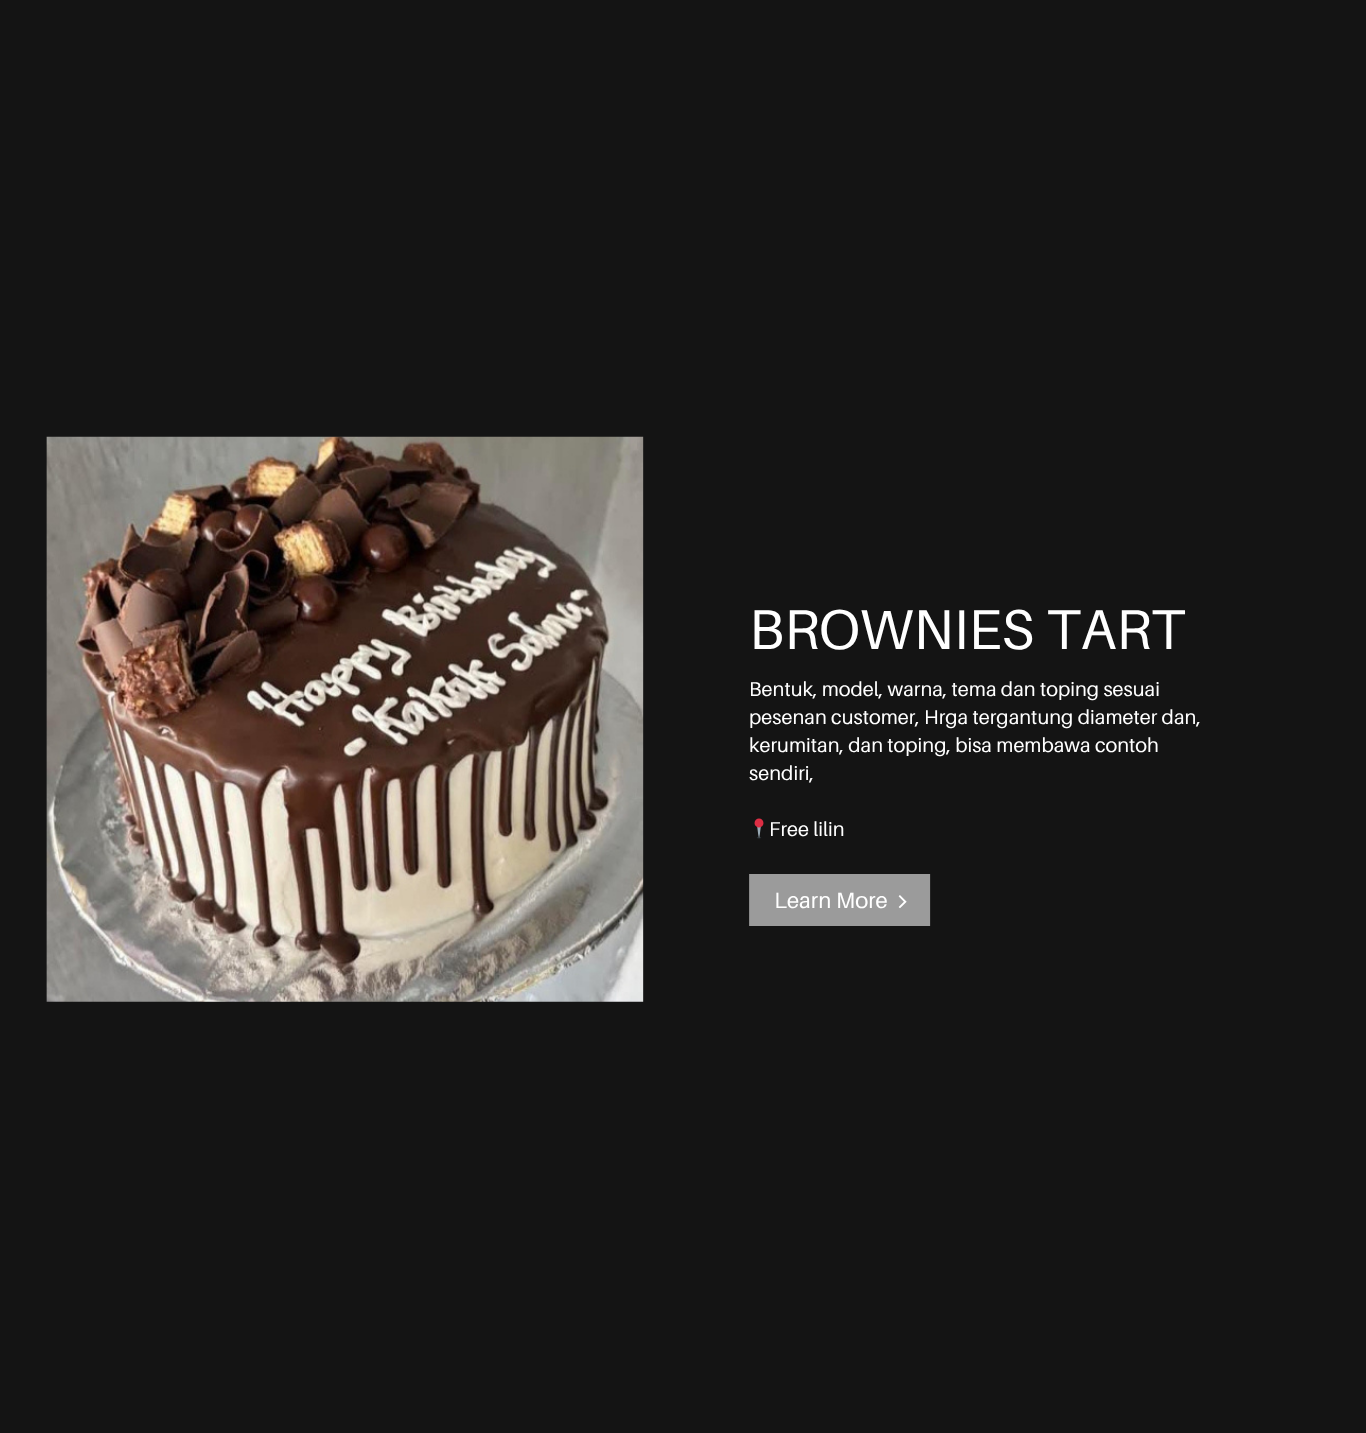 Happy Birthday
- Kakak Salma -
BROWNIES TART
Bentuk, model, warna, tema dan toping sesuai
pesenan customer, Hrga tergantung diameter dan,
kerumitan, dan toping, bisa membawa contoh
sendiri,
📍Free lilin
Learn More >